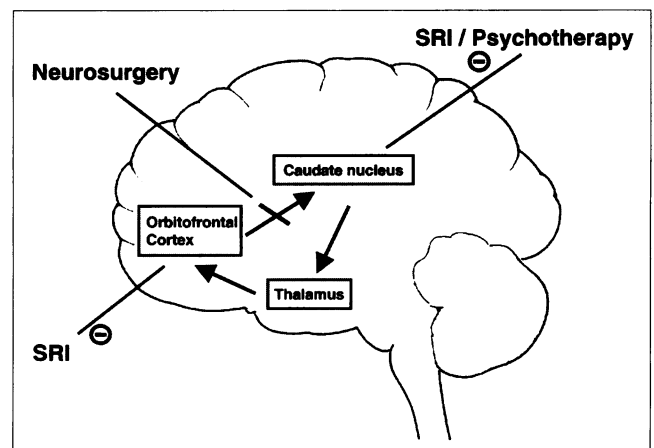 SRI / Psychotherapy
⊖
Neurosurgery
Caudate nucleus
Orbitofrontal
Cortex
Thalamus
SRI ⊖